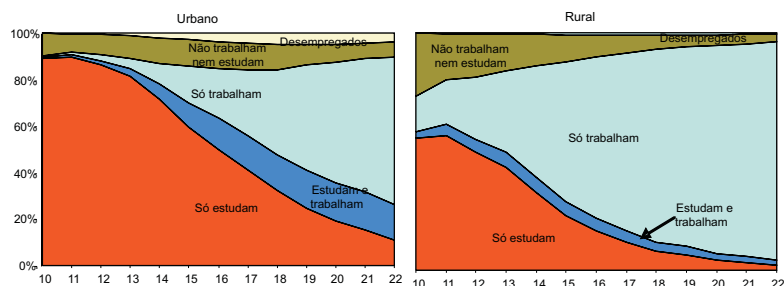 Urbano
Rural
100%
80%
60%
40%
20%
0%
Desempregados
Não trabalham
nem estudam
Só trabalham
Estudam e
trabalham
Só estudam
10 11 12 13 14 15 16 17 18 19 20 21 22
Desempregados
Não trabalham
nem estudam
Só trabalham
Estudam e
trabalham
Só estudam
10 11 12 13 14 15 16 17 18 19 20 21 22